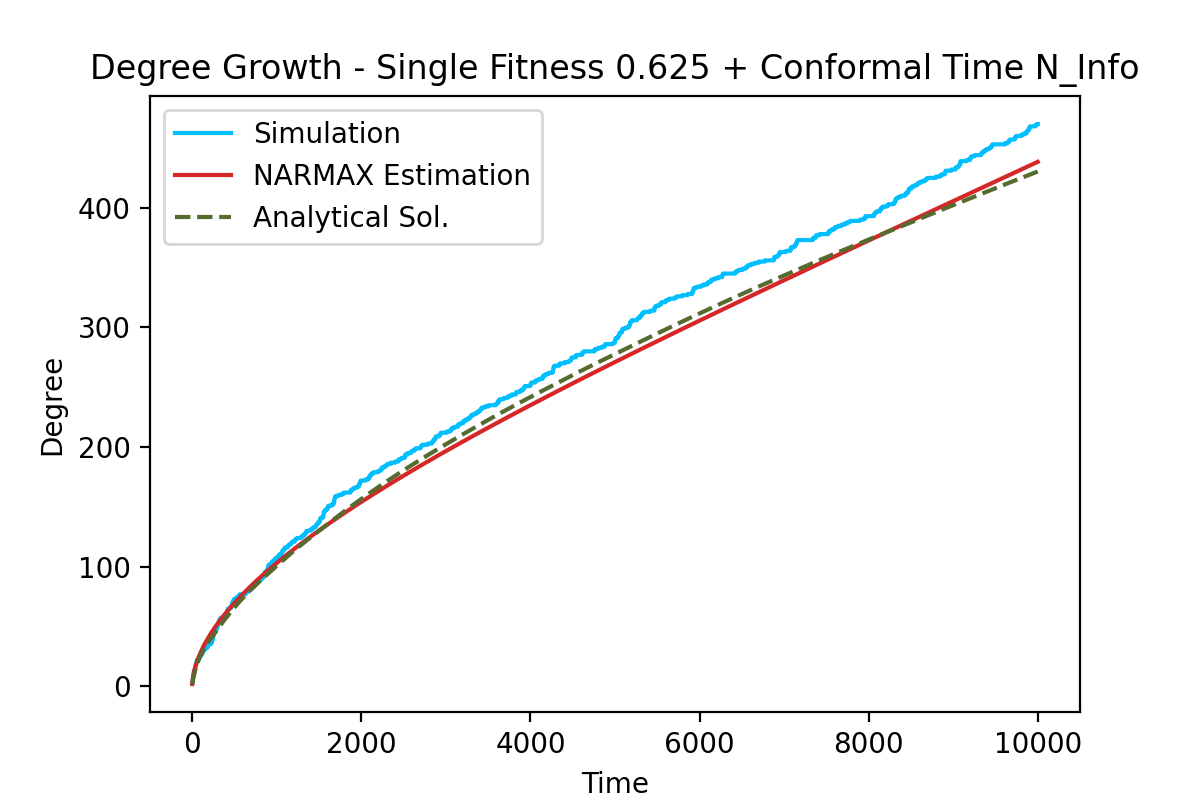 Degree Growth - Single Fitness 0.625 + Conformal Time N_Info
Simulation
NARMAX Estimation
Analytical Sol.
400
300
200
100
0
Degree
0 2000 4000 6000 8000 10000
Time